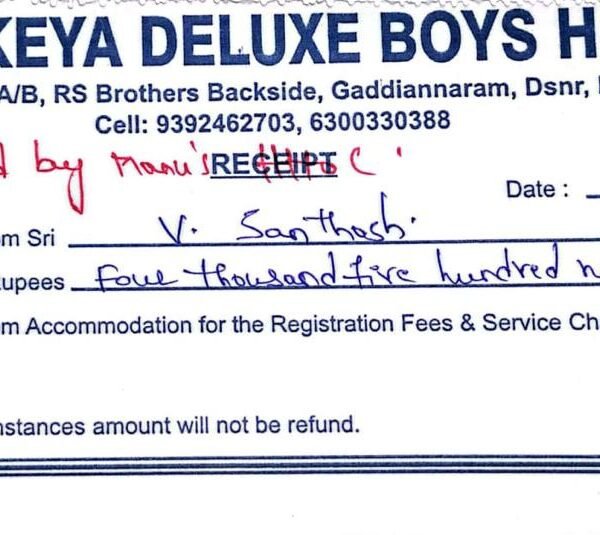 KEYA DELUXE BOYS H
A/B, RS Brothers Backside, Gaddiannaram, Dsnr,
Cell: 9392462703, 6300330388
d by Manu's RECEIPT C
Date :
m Sri V. Santhosh.
upees Four thousand five hundred
m Accommodation for the Registration Fees & Service Ch
nstances amount will not be refund.